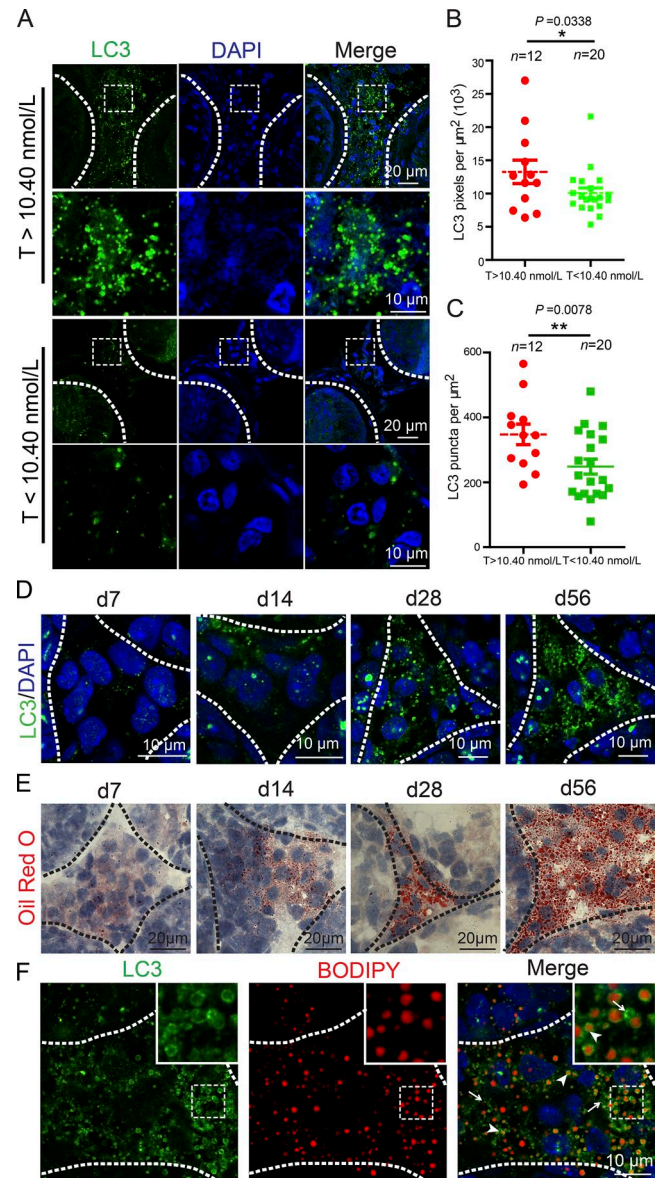 A
LC3 DAPI Merge
T > 10.40 nmol/L
20 µm
10 µm
T < 10.40 nmol/L
20 µm
10 µm
B
P =0.0338
*
n=12 n=20
LC3 pixels per µm² (10³)
30
25
20
15
10
5
0
T>10.40 nmol/L T<10.40 nmol/L
C
P =0.0078
**
n=12 n=20
LC3 puncta per µm²
600
400
200
0
T>10.40 nmol/L T<10.40 nmol/L
D
d7 d14 d28 d56
LC3/DAPI
10 µm 10 µm 10 µm 10 µm
E
d7 d14 d28 d56
Oil Red O
20µm 20µm 20µm 20µm
F
LC3 BODIPY Merge
10 µm